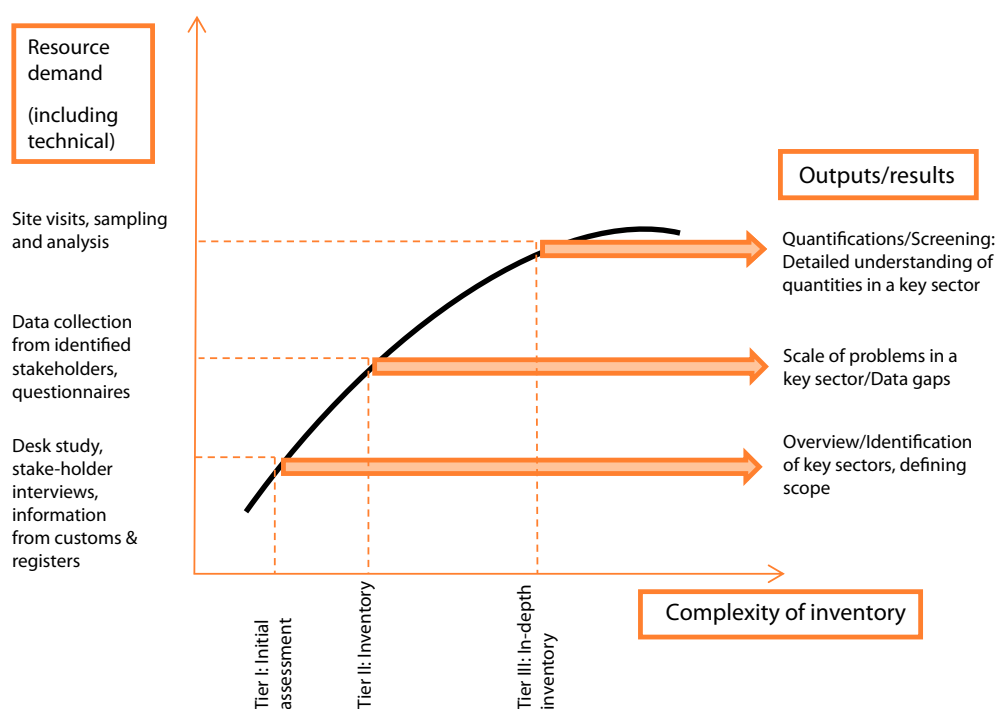 Resource
demand
(including
technical)
Outputs/results
Site visits, sampling
and analysis
Quantifications/Screening:
Detailed understanding of
quantities in a key sector
Data collection
from identified
stakeholders,
questionnaires
Scale of problems in a
key sector/Data gaps
Desk study,
stake-holder
interviews,
information
from customs &
registers
Overview/Identification
of key sectors, defining
scope
Complexity of inventory
Tier I: Initial
assessment
Tier II: Inventory
Tier III: In-depth
inventory